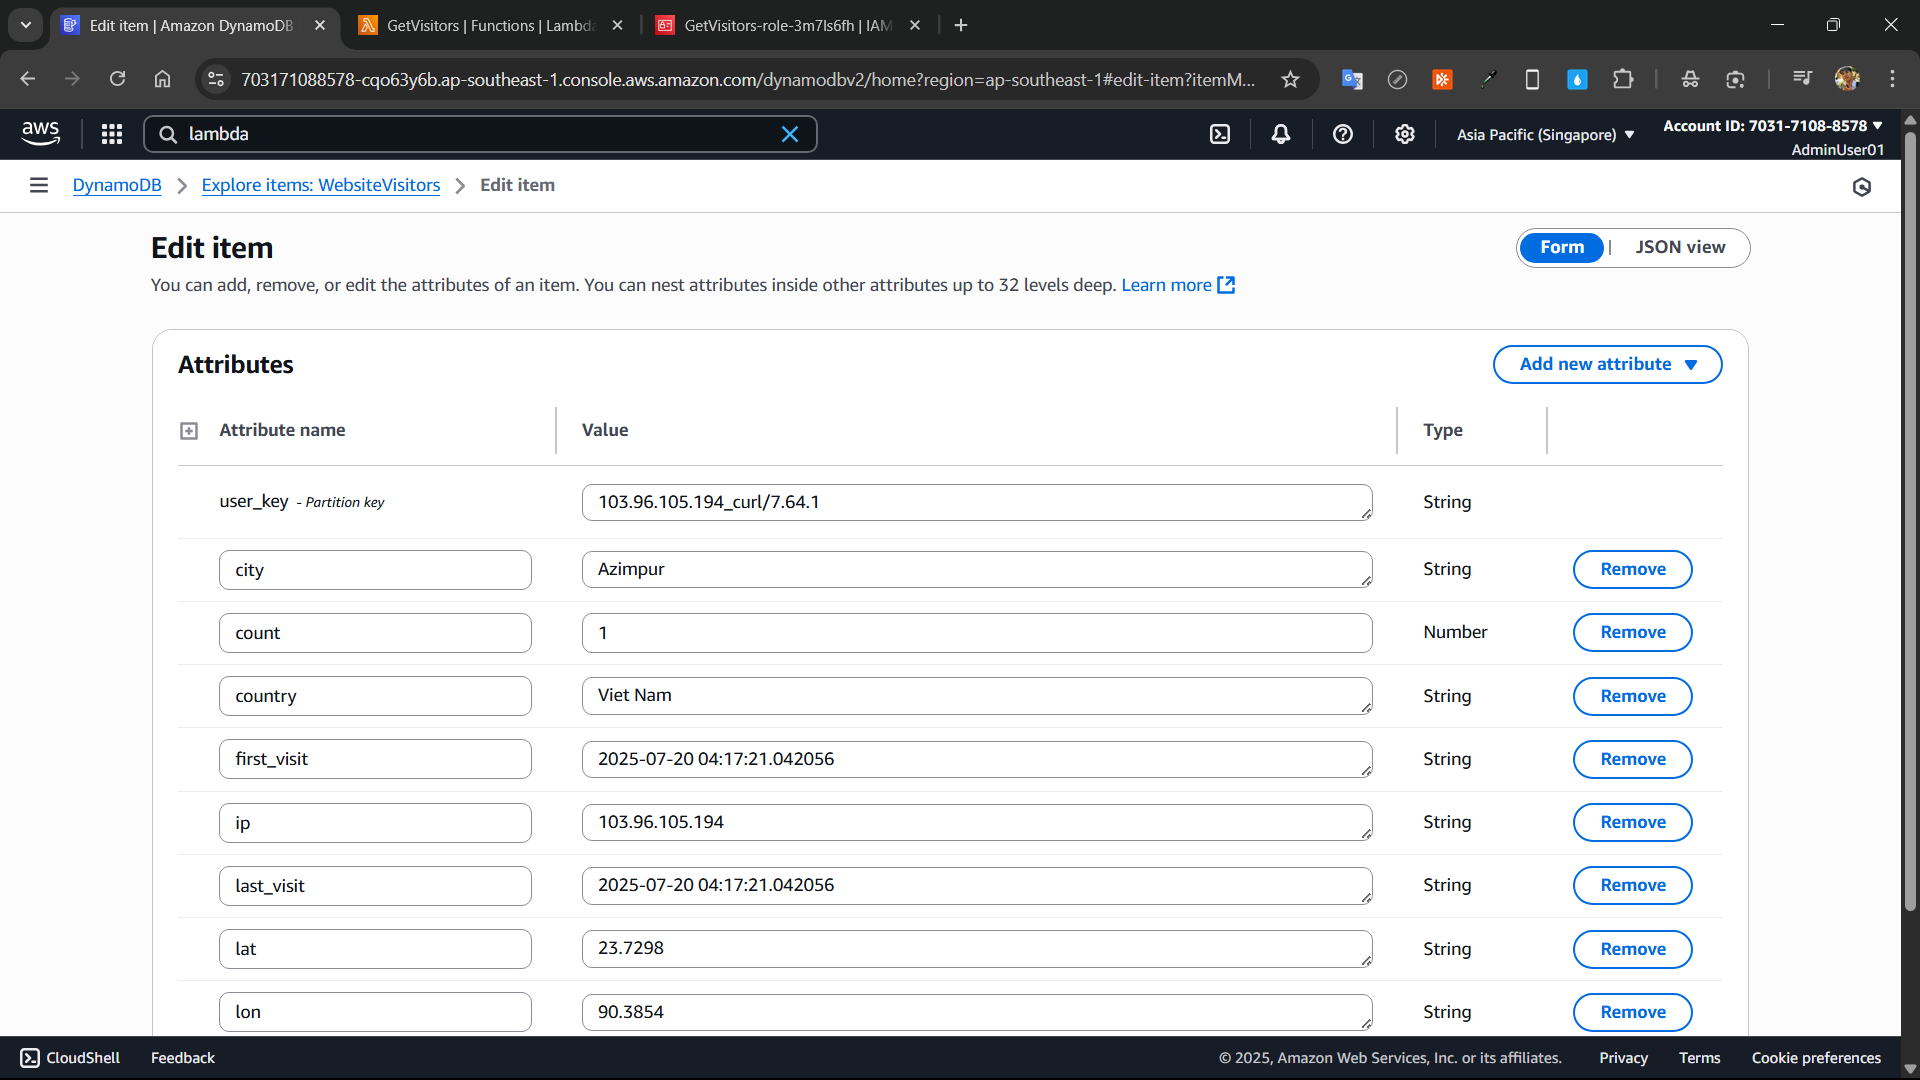 Edit item | Amazon DynamoDB
GetVisitors | Functions | Lambda
GetVisitors-role-3m7ls6fh | IAM
703171088578-cqo63y6b.ap-southeast-1.console.aws.amazon.com/dynamodbv2/home?region=ap-southeast-1#edit-item?itemM...
aws
lambda
Asia Pacific (Singapore)
Account ID: 7031-7108-8578
AdminUser01
DynamoDB
Explore items: WebsiteVisitors
Edit item
Edit item
Form
JSON view
You can add, remove, or edit the attributes of an item. You can nest attributes inside other attributes up to 32 levels deep. Learn more
Attributes
Add new attribute
Attribute name
Value
Type
user_key - Partition key
103.96.105.194_curl/7.64.1
String
city
Azimpur
String
Remove
count
1
Number
Remove
country
Viet Nam
String
Remove
first_visit
2025-07-20 04:17:21.042056
String
Remove
ip
103.96.105.194
String
Remove
last_visit
2025-07-20 04:17:21.042056
String
Remove
lat
23.7298
String
Remove
lon
90.3854
String
Remove
CloudShell
Feedback
© 2025, Amazon Web Services, Inc. or its affiliates.
Privacy
Terms
Cookie preferences